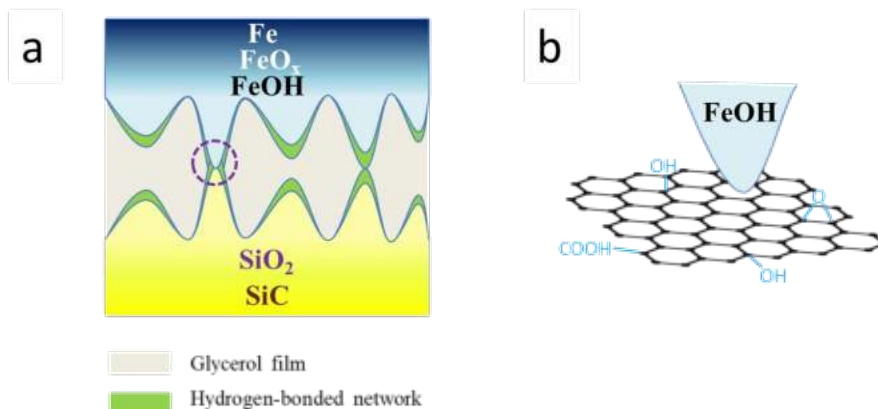 a
Fe
FeOₓ
FeOH
SiO₂
SiC
Glycerol film
Hydrogen-bonded network
b
FeOH
OH
O
COOH
OH